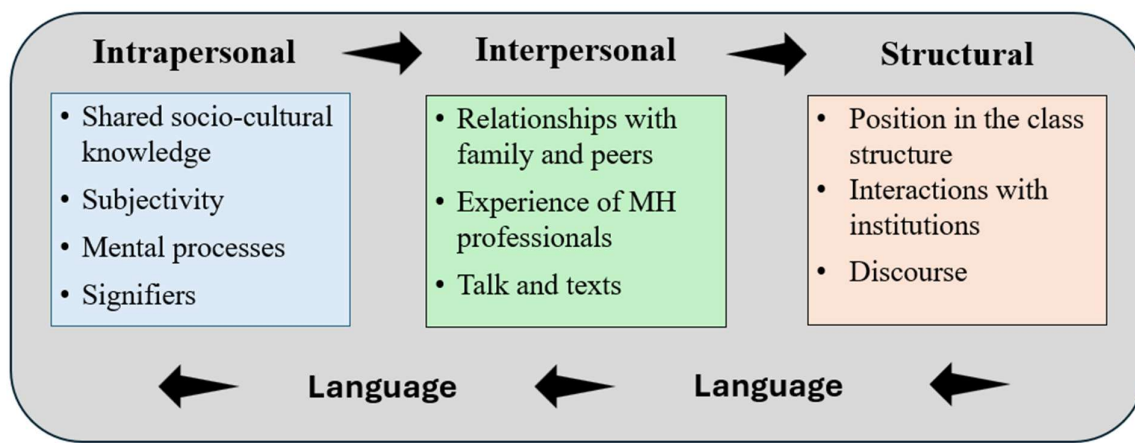 Intrapersonal
Interpersonal
Structural
• Shared socio-cultural
knowledge
• Subjectivity
• Mental processes
• Signifiers
• Relationships with
family and peers
• Experience of MH
professionals
• Talk and texts
• Position in the class
structure
• Interactions with
institutions
• Discourse
Language
Language